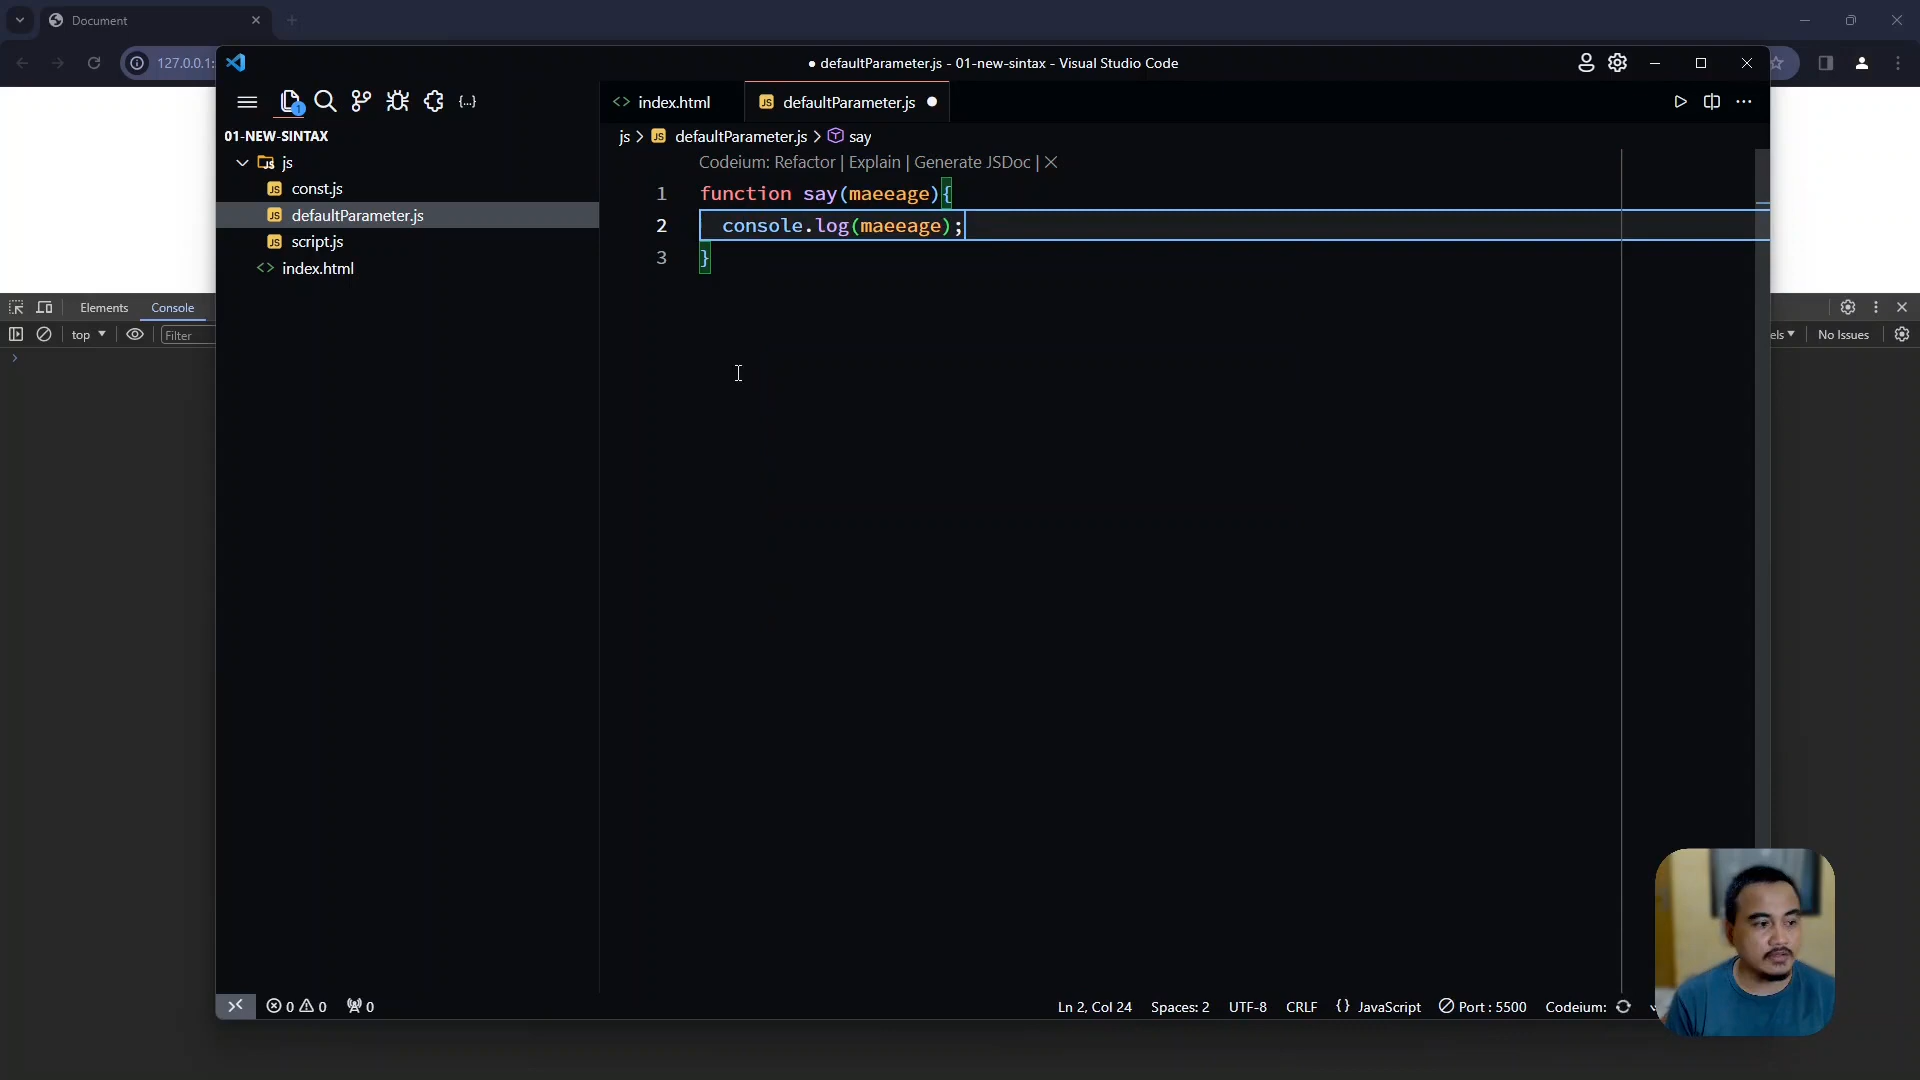 Document
127.0.0.1:
● defaultParameter.js - 01-new-sintax - Visual Studio Code
index.html
defaultParameter.js
01-NEW-SINTAX
js
const.js
defaultParameter.js
script.js
index.html
js > defaultParameter.js > say
Codeium: Refactor | Explain | Generate JSDoc | X
1 function say(maeeage){
2 console.log(maeeage);
3 }
Elements
Console
top
Filter
els
No Issues
0 0
0
Ln 2, Col 24
Spaces: 2
UTF-8
CRLF
{} JavaScript
Port : 5500
Codeium: